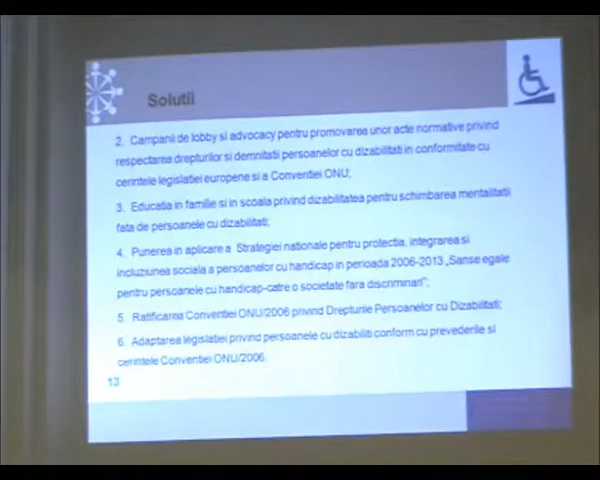 Solutii
2. Campanii de lobby si advocacy pentru promovarea unor acte normative privind
respectarea drepturilor si demnitatii persoanelor cu dizabilitati in conformitate cu
cerintele legislatiei europene si a Conventiei ONU;
3. Educatia in familie si in scoala privind dizabilitatea pentru schimbarea mentalitatii
fata de persoanele cu dizabilitati;
4. Punerea in aplicare a Strategiei nationale pentru protectia, integrarea si
incluziunea sociala a persoanelor cu handicap in perioada 2006-2013 „Sanse egale
pentru persoanele cu handicap-catre o societate fara discriminari";
5. Ratificarea Conventiei ONU/2006 privind Drepturile Persoanelor cu Dizabilitati;
6. Adaptarea legislatiei privind persoanele cu dizabiliti conform cu prevederile si
cerintele Conventiei ONU/2006.
13